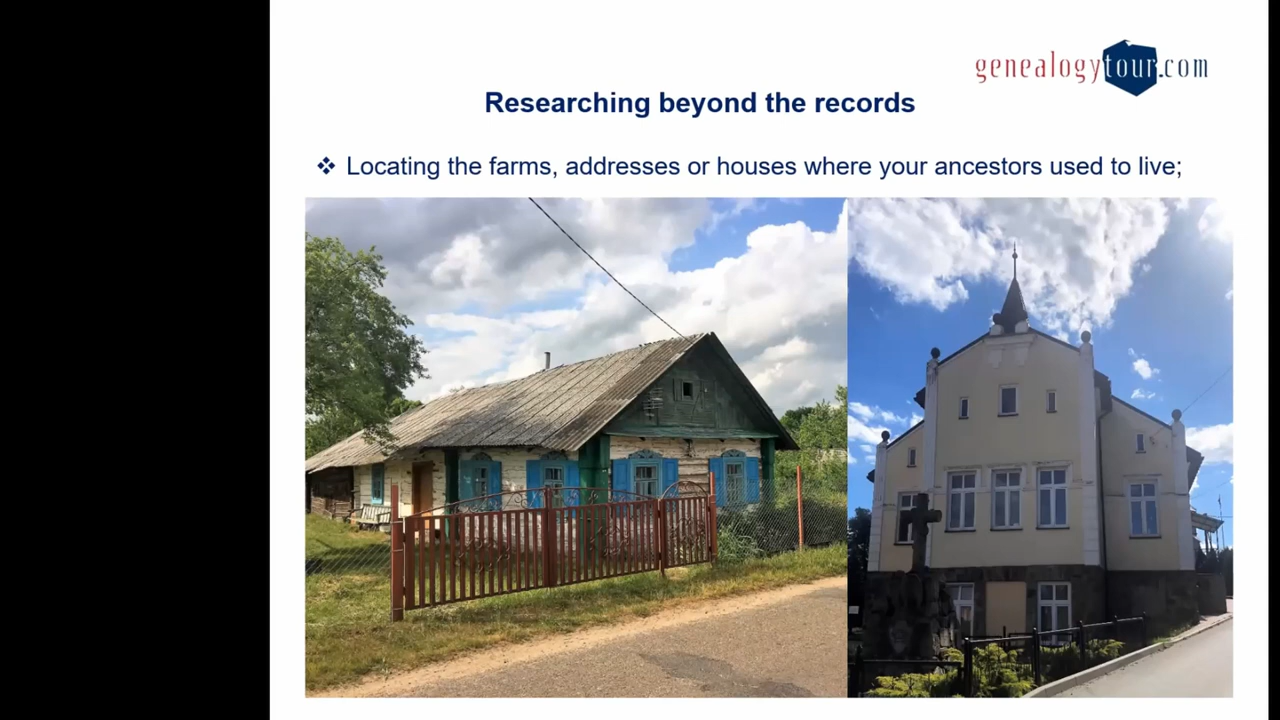 genealogytour.com
Researching beyond the records
❖ Locating the farms, addresses or houses where your ancestors used to live;